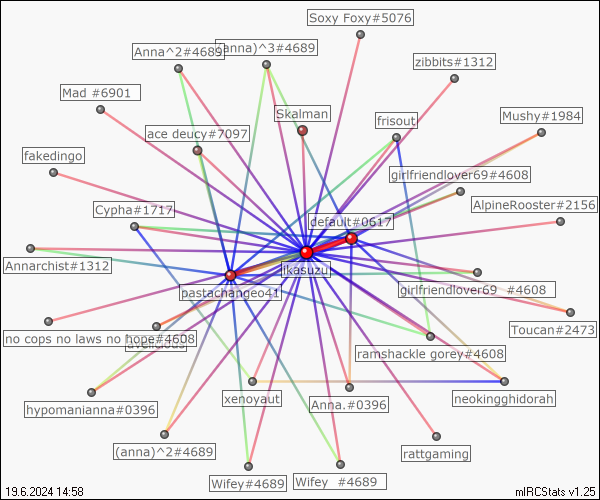 Soxy Foxy#5076
Anna^2#4689
(anna)^3#4689
zibbits#1312
Mad #6901
Skalman
frisout
Mushy#1984
ace deucy#7097
fakedingo
girlfriendlover69#4608
AlpineRooster#2156
Cypha#1717
default#0617
Annarchist#1312
ikasuzu
pastachangeo41
girlfriendlover69 #4608
Toucan#2473
no cops no laws no hope#4608
ramshackle gorey#4608
hypomanianna#0396
xenoyaut
Anna.#0396
neokingghidorah
(anna)^2#4689
rattgaming
Wifey#4689
Wifey #4689
19.6.2024 14:58
mIRCStats v1.25